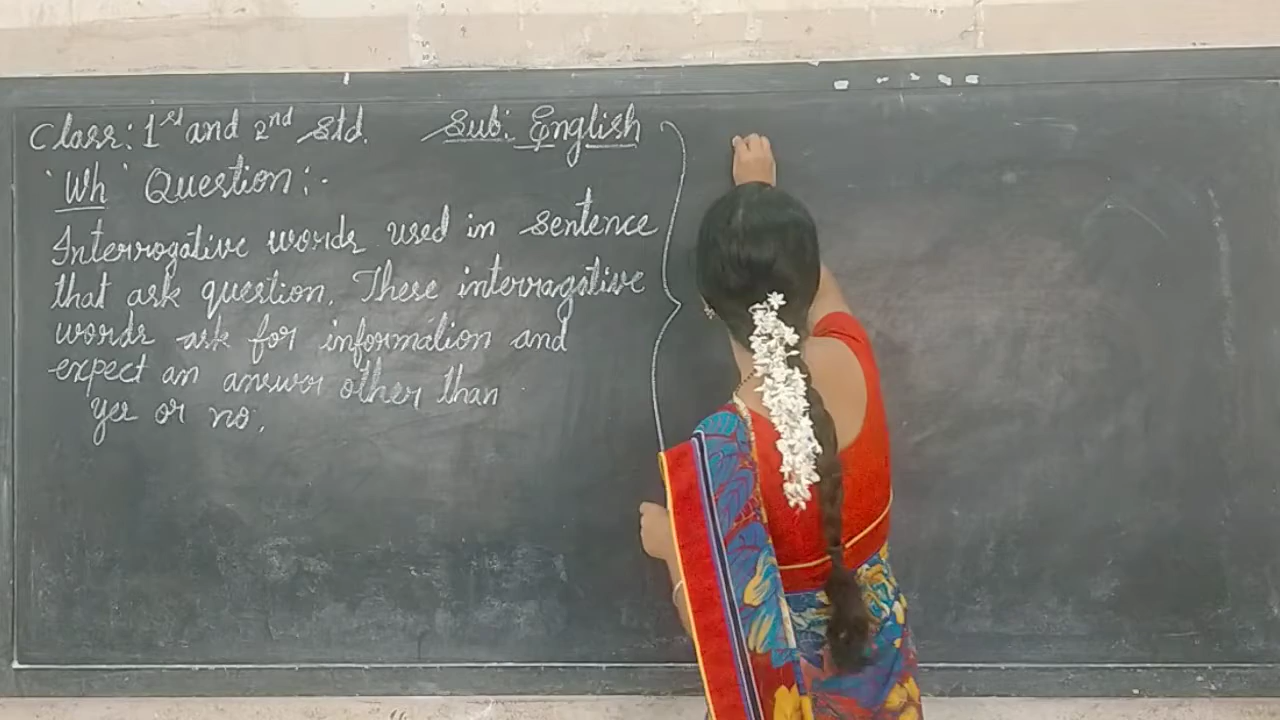 Class: 1st and 2nd Std. Sub: English
'Wh' Question:-
Interrogative words used in sentence
that ask question. These interragative
words ask for information and
expect an answer other than
yes or no.